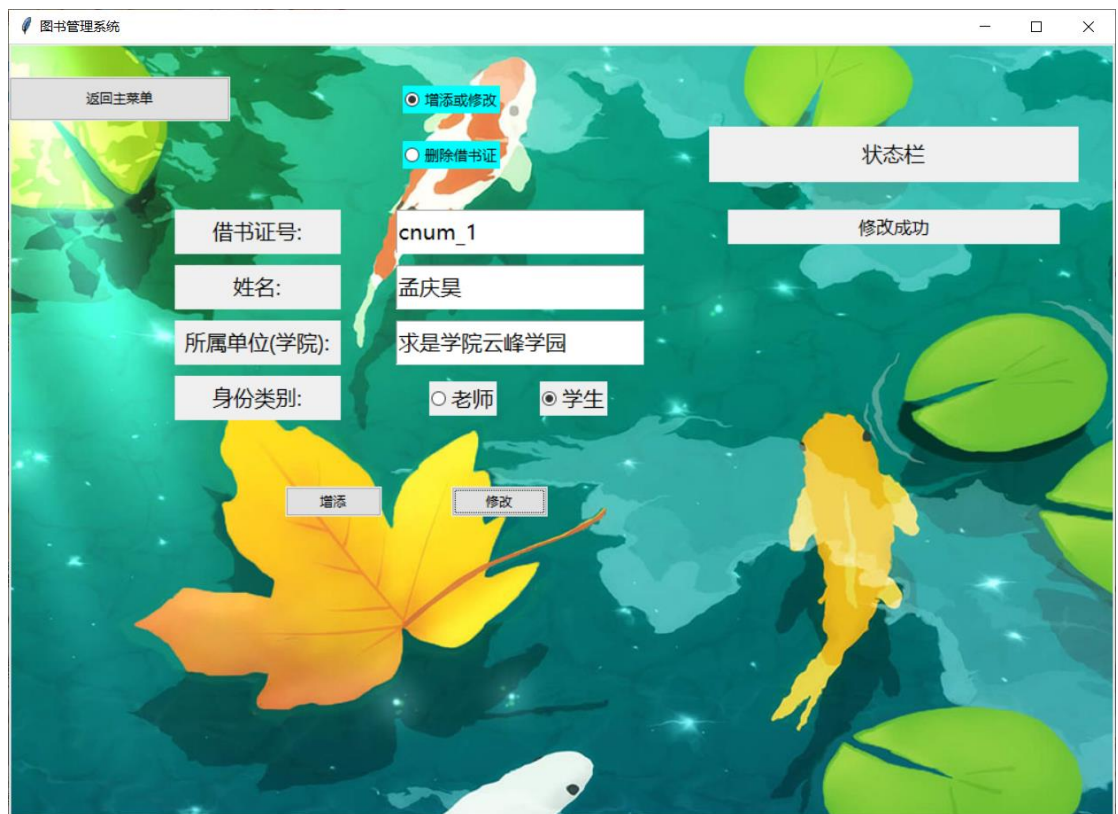 图书管理系统
返回主菜单
增添或修改
删除借书证
状态栏
借书证号:
cnum_1
修改成功
姓名:
孟庆昊
所属单位(学院):
求是学院云峰学园
身份类别:
老师
学生
增添
修改